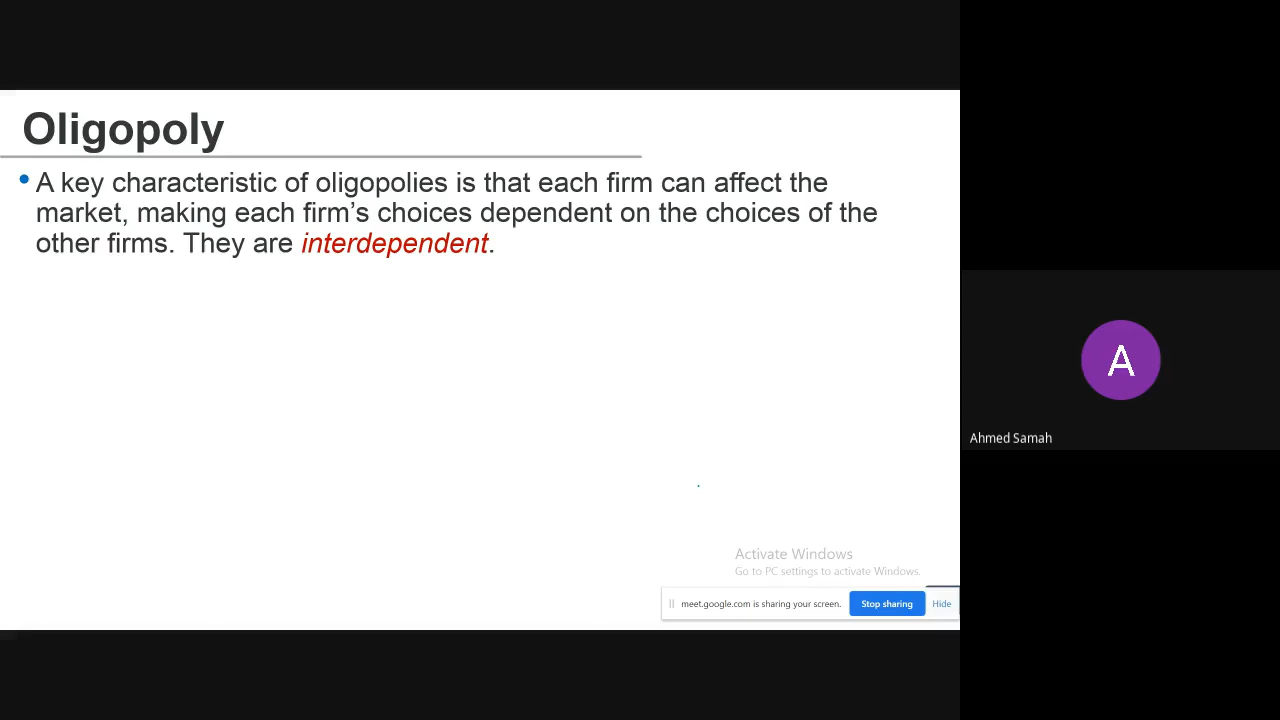 Oligopoly
• A key characteristic of oligopolies is that each firm can affect the
market, making each firm’s choices dependent on the choices of the
other firms. They are interdependent.
A
Ahmed Samah
Activate Windows
Go to PC settings to activate Windows.
meet.google.com is sharing your screen. Stop sharing Hide